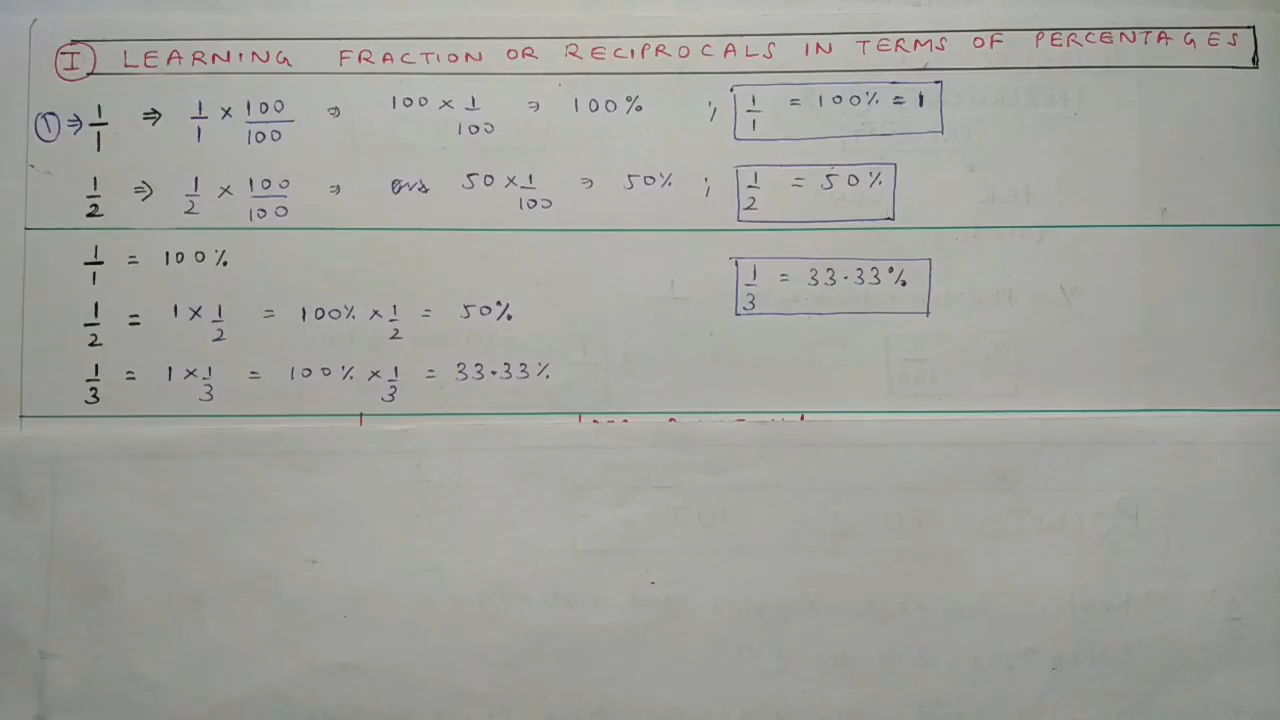 I LEARNING FRACTION OR RECIPROCALS IN TERMS OF PERCENTAGES
① ⇒ 1/1 ⇒ 1/1 × 100/100 ⇒ 100 × 1/100 ⇒ 100% ; 1/1 = 100% = 1
1/2 ⇒ 1/2 × 100/100 ⇒ 50 × 1/100 ⇒ 50% ; 1/2 = 50%
1/1 = 100%
1/2 = 1 × 1/2 = 100% × 1/2 = 50%
1/3 = 1 × 1/3 = 100% × 1/3 = 33.33%
1/3 = 33.33%